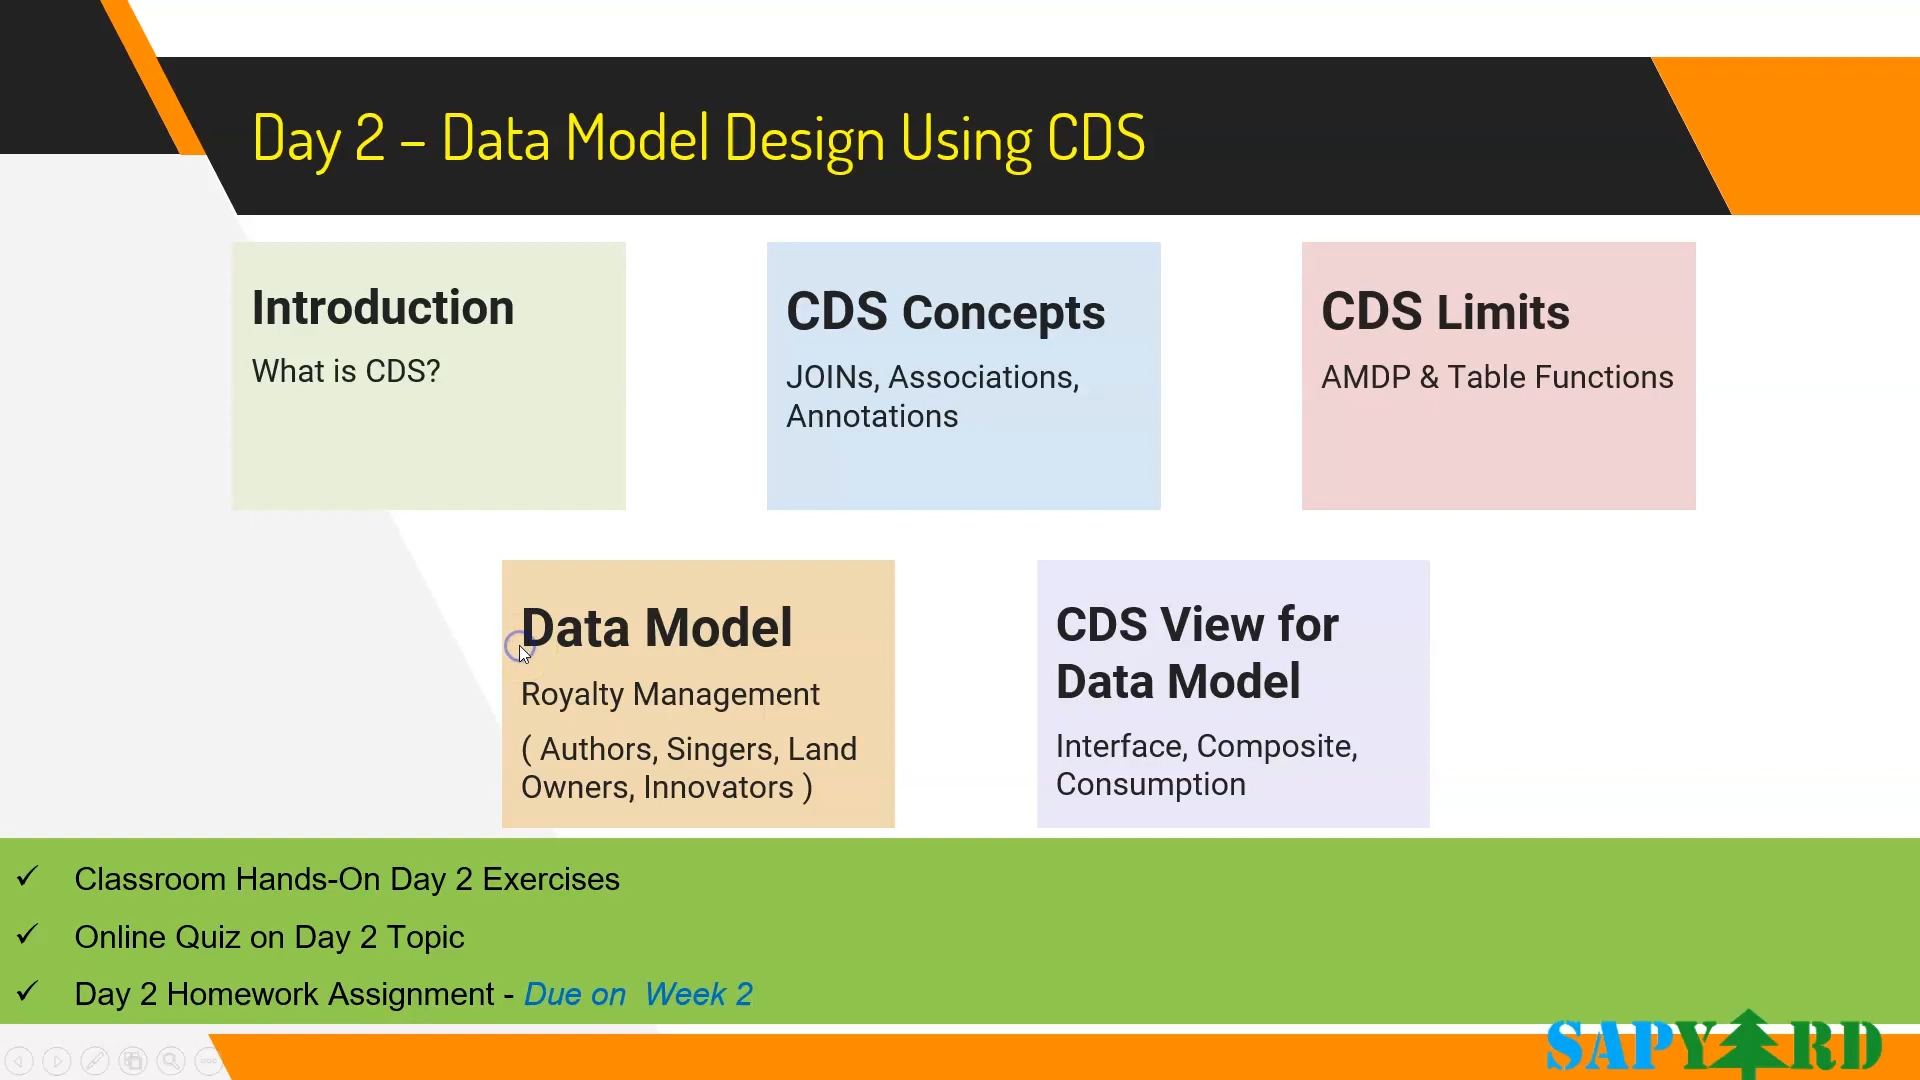 Day 2 – Data Model Design Using CDS
Introduction
What is CDS?
CDS Concepts
JOINs, Associations,
Annotations
CDS Limits
AMDP & Table Functions
Data Model
Royalty Management
( Authors, Singers, Land
Owners, Innovators )
CDS View for
Data Model
Interface, Composite,
Consumption
✓ Classroom Hands-On Day 2 Exercises
✓ Online Quiz on Day 2 Topic
✓ Day 2 Homework Assignment - Due on Week 2
SAPYARD